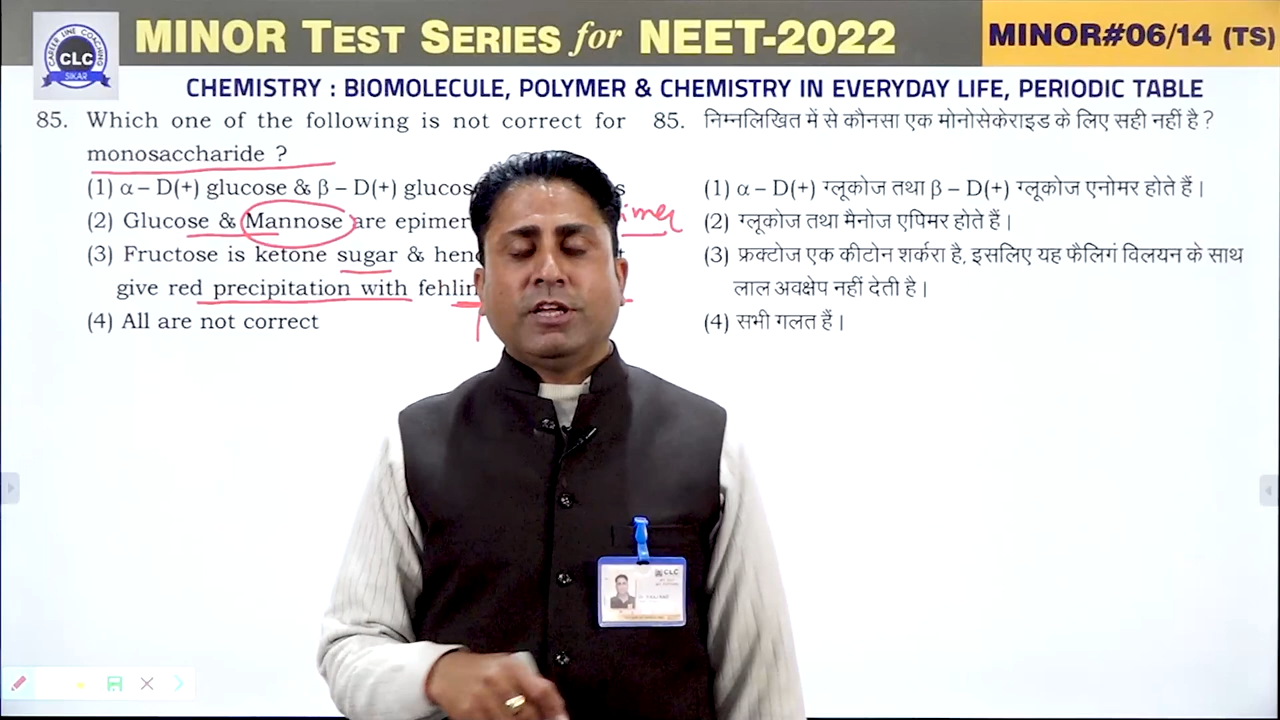 CAREER LINE COACHING
CLC
SIKAR
MINOR TEST SERIES for NEET-2022
MINOR#06/14 (TS)
CHEMISTRY : BIOMOLECULE, POLYMER & CHEMISTRY IN EVERYDAY LIFE, PERIODIC TABLE
85. Which one of the following is not correct for
monosaccharide ?
(1) α – D(+) glucose & β – D(+)
(2) Glucose & Mannose are
(3) Fructose is ketone sugar &
give red precipitation with
(4) All are not correct
85. निम्नलिखित में से कौनसा एक मोनोसेकेराइड के लिए सही नहीं है ?
(1) α – D(+) ग्लूकोज तथा β – D(+) ग्लूकोज एनोमर होते हैं।
(2) ग्लूकोज तथा मैनोज एपिमर होते हैं।
(3) फ्रक्टोज एक कीटोन शर्करा है, इसलिए यह फैलिगं विलयन के साथ
लाल अवक्षेप नहीं देती है।
(4) सभी गलत हैं।
CLC